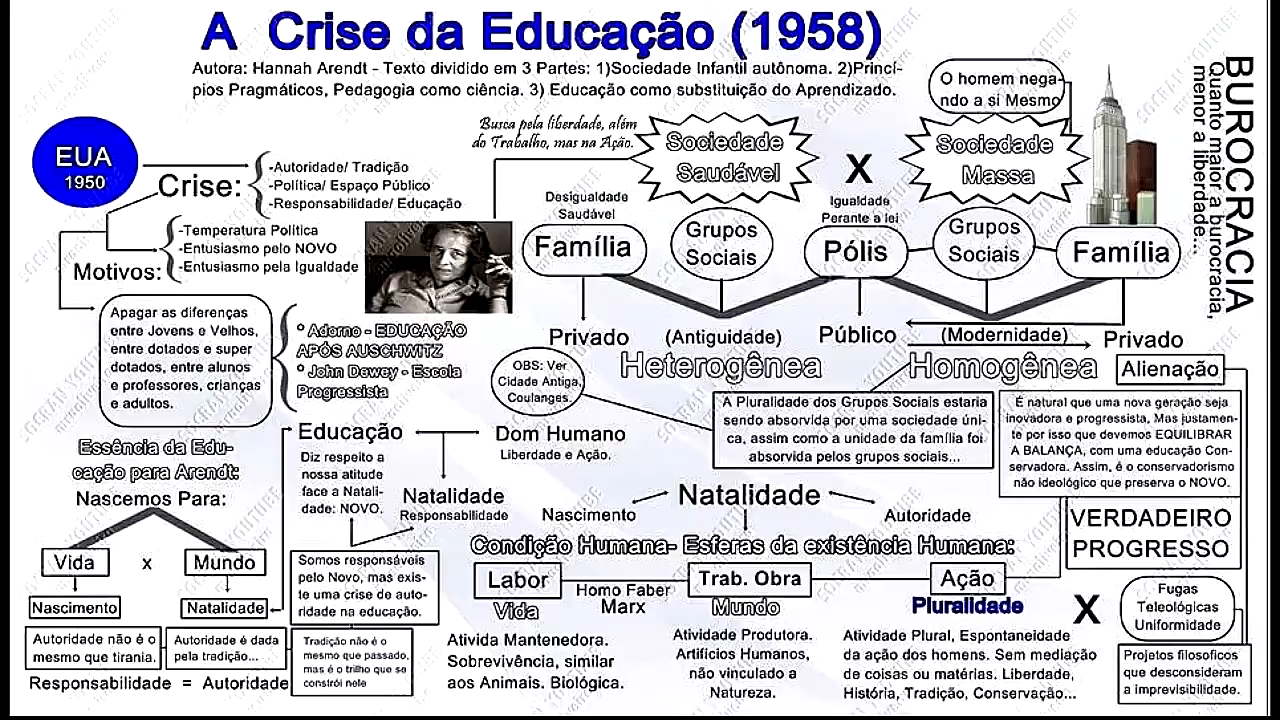 A Crise da Educação (1958)
Autora: Hannah Arendt - Texto dividido em 3 Partes: 1)Sociedade Infantil autônoma. 2)Princí-
pios Pragmáticos, Pedagogia como ciência. 3) Educação como substituição do Aprendizado.
EUA
1950
Crise:
-Autoridade/ Tradição
-Política/ Espaço Público
-Responsabilidade/ Educação
Motivos:
-Temperatura Política
-Entusiasmo pelo NOVO
-Entusiasmo pela Igualdade
Apagar as diferenças
entre Jovens e Velhos,
entre dotados e super
dotados, entre alunos
e professores, crianças
e adultos.
° Adorno - EDUCAÇÃO
APÓS AUSCHWITZ
° John Dewey - Escola
Progressista
Busca pela liberdade, além
do Trabalho, mas na Ação.
Sociedade
Saudável
X
Sociedade
Massa
O homem nega-
ndo a si Mesmo
BUROCRACIA
Quanto maior a burocracia,
menor a liberdade...
Desigualdade
Saudável
Igualdade
Perante a lei
Família
Grupos
Sociais
Pólis
Grupos
Sociais
Família
Privado
(Antiguidade)
Público
(Modernidade)
Privado
Heterogênea
Homogênea
Alienação
OBS: Ver
Cidade Antiga,
Coulanges.
A Pluralidade dos Grupos Sociais estaria
sendo absorvida por uma sociedade úni-
ca, assim como a unidade da família foi
absorvida pelos grupos sociais...
É natural que uma nova geração seja
inovadora e progressista, Mas justamen-
te por isso que devemos EQUILIBRAR
A BALANÇA, com uma educação Con-
servadora. Assim, é o conservadorismo
não ideológico que preserva o NOVO.
VERDADEIRO
PROGRESSO
Essência da Edu-
cação para Arendt:
Nascemos Para:
Vida
x
Mundo
Nascimento
Natalidade
Autoridade não é o
mesmo que tirania.
Autoridade é dada
pela tradição...
Responsabilidade = Autoridade
Educação
Diz respeito a
nossa atitude
face a Natali-
dade: NOVO.
Dom Humano
Liberdade e Ação.
Natalidade
Responsabilidade
Somos responsáveis
pelo Novo, mas exis-
te uma crise de auto-
ridade na educação.
Tradição não é o
mesmo que passado,
mas é o trilho que se
constrói nele
Natalidade
Nascimento
Autoridade
Condição Humana- Esferas da existência Humana:
Labor
Homo Faber
Marx
Trab. Obra
Ação
Vida
Mundo
Pluralidade
X
Fugas
Teleológicas
Uniformidade
Ativida Mantenedora.
Sobrevivência, similar
aos Animais. Biológica.
Atividade Produtora.
Artifícios Humanos,
não vinculado a
Natureza.
Atividade Plural, Espontaneidade
da ação dos homens. Sem mediação
de coisas ou matérias. Liberdade,
História, Tradição, Conservação...
Projetos filosoficos
que desconsideram
a imprevisibilidade.